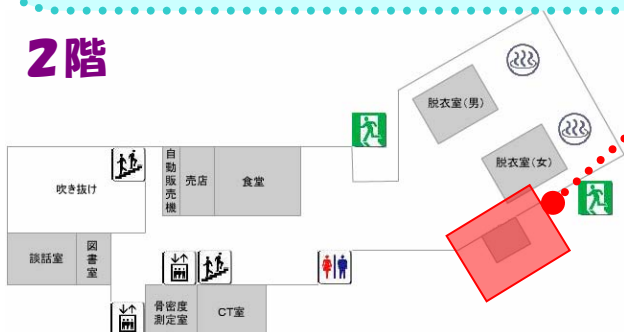 2階
脱衣室(男)
脱衣室(女)
吹き抜け
自動販売機
売店
食堂
談話室
図書室
骨密度
測定室
CT室